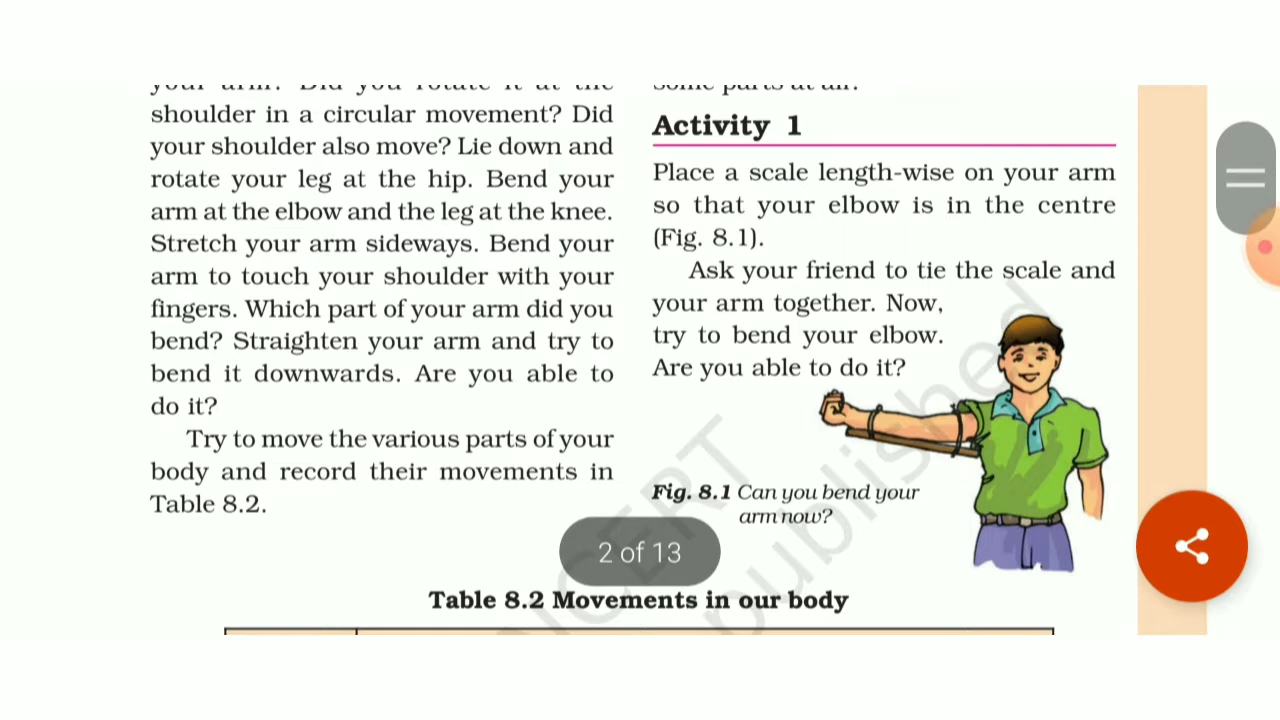 shoulder in a circular movement? Did
your shoulder also move? Lie down and
rotate your leg at the hip. Bend your
arm at the elbow and the leg at the knee.
Stretch your arm sideways. Bend your
arm to touch your shoulder with your
fingers. Which part of your arm did you
bend? Straighten your arm and try to
bend it downwards. Are you able to
do it?
Try to move the various parts of your
body and record their movements in
Table 8.2.
Activity 1
Place a scale length-wise on your arm
so that your elbow is in the centre
(Fig. 8.1).
Ask your friend to tie the scale and
your arm together. Now,
try to bend your elbow.
Are you able to do it?
Fig. 8.1 Can you bend your
arm now?
2 of 13
Table 8.2 Movements in our body
NCERT
published